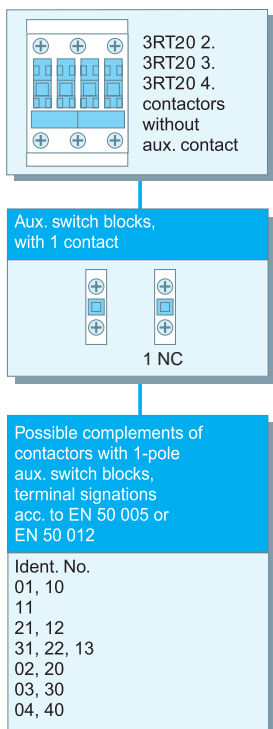 3RT20 2.
3RT20 3.
3RT20 4.
contactors
without
aux. contact
Aux. switch blocks,
with 1 contact
1 NC
Possible complements of
contactors with 1-pole
aux. switch blocks,
terminal signations
acc. to EN 50 005 or
EN 50 012
Ident. No.
01, 10
11
21, 12
31, 22, 13
02, 20
03, 30
04, 40